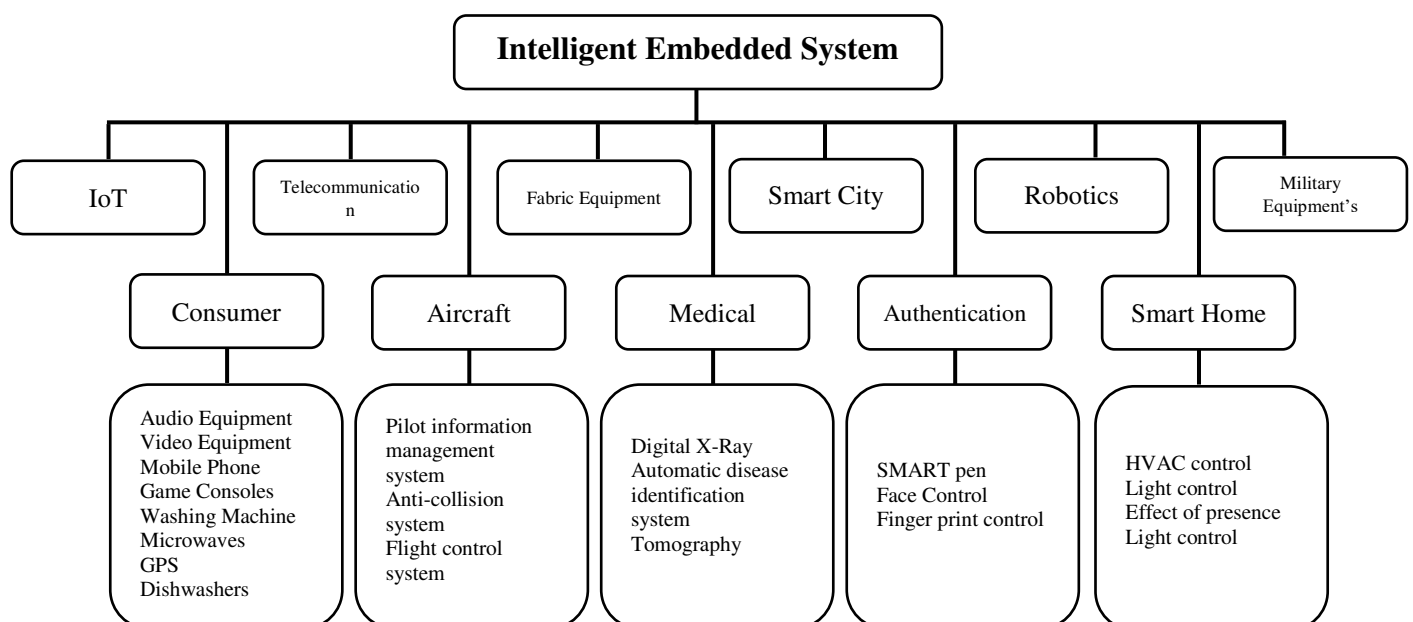 Intelligent Embedded System
IoT
Telecommunicatio
n
Fabric Equipment
Smart City
Robotics
Military
Equipment’s
Consumer
Aircraft
Medical
Authentication
Smart Home
Audio Equipment
Video Equipment
Mobile Phone
Game Consoles
Washing Machine
Microwaves
GPS
Dishwashers
Pilot information
management
system
Anti-collision
system
Flight control
system
Digital X-Ray
Automatic disease
identification
system
Tomography
SMART pen
Face Control
Finger print control
HVAC control
Light control
Effect of presence
Light control